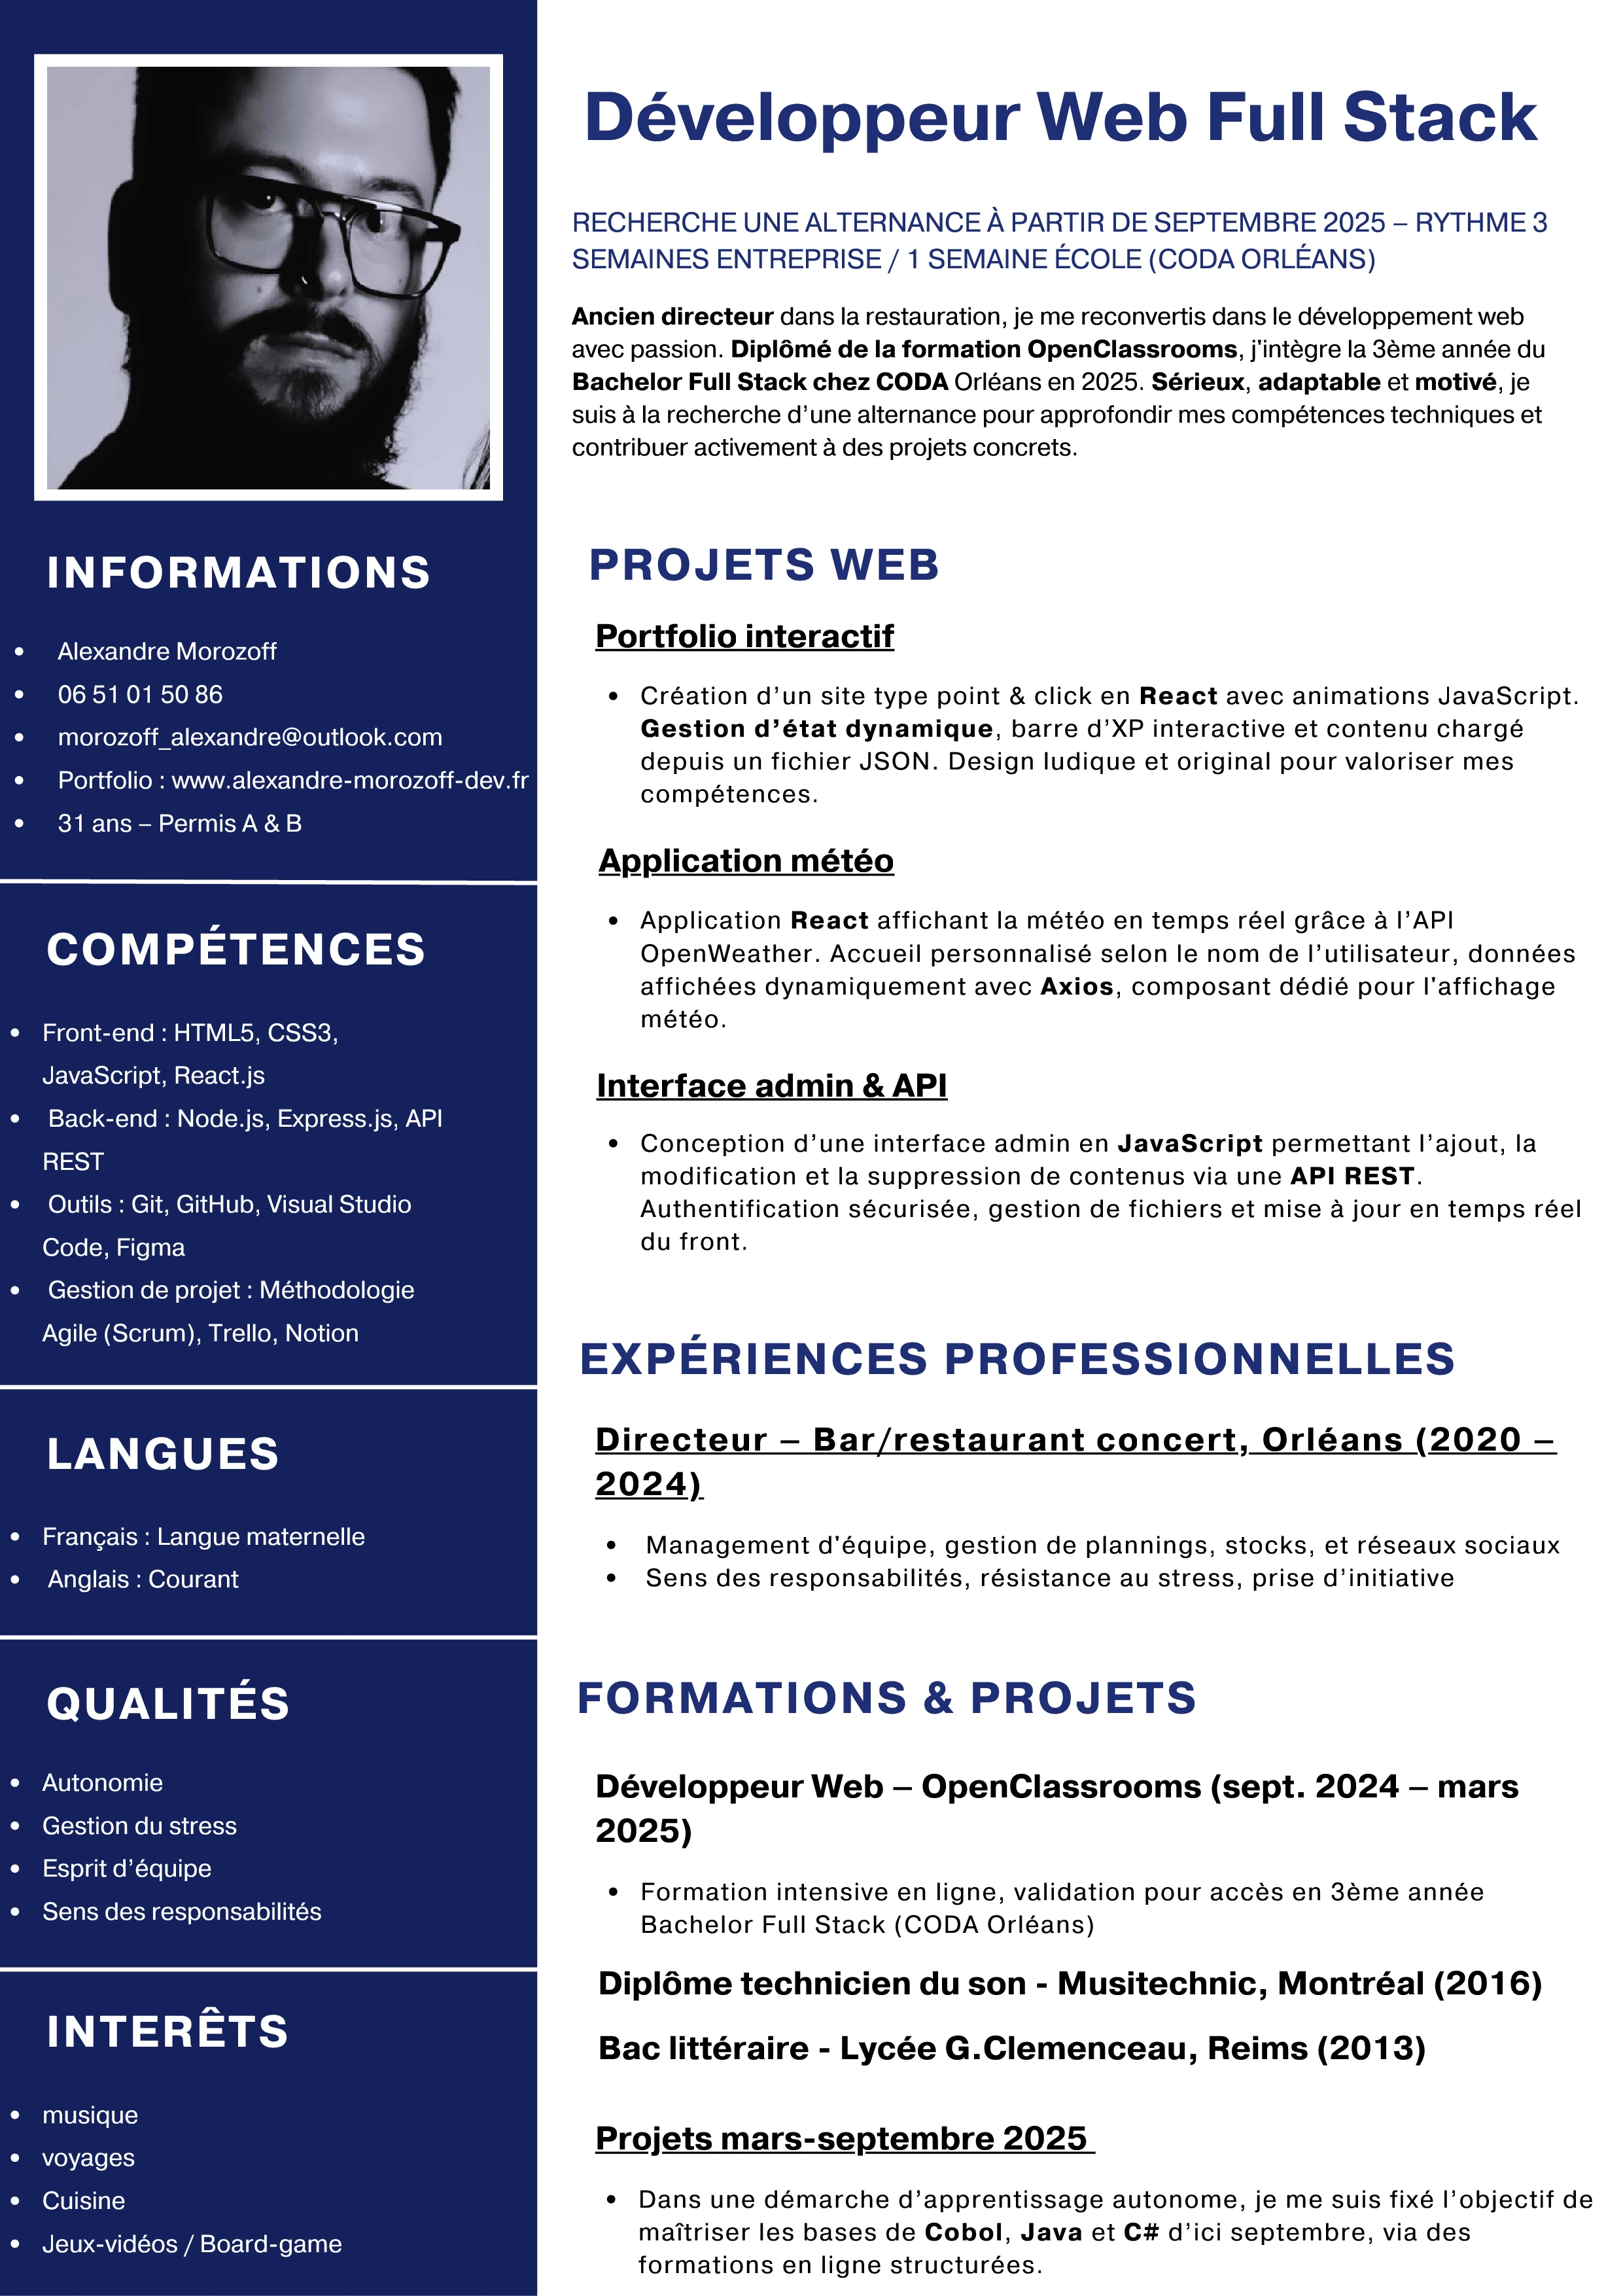 INFORMATIONS
• Alexandre Morozoff
• 06 51 01 50 86
• morozoff_alexandre@outlook.com
• Portfolio : www.alexandre-morozoff-dev.fr
• 31 ans – Permis A & B
COMPÉTENCES
• Front-end : HTML5, CSS3,
JavaScript, React.js
• Back-end : Node.js, Express.js, API
REST
• Outils : Git, GitHub, Visual Studio
Code, Figma
• Gestion de projet : Méthodologie
Agile (Scrum), Trello, Notion
LANGUES
• Français : Langue maternelle
• Anglais : Courant
QUALITÉS
• Autonomie
• Gestion du stress
• Esprit d’équipe
• Sens des responsabilités
INTERÊTS
• musique
• voyages
• Cuisine
• Jeux-vidéos / Board-game
Développeur Web Full Stack
RECHERCHE UNE ALTERNANCE À PARTIR DE SEPTEMBRE 2025 – RYTHME 3
SEMAINES ENTREPRISE / 1 SEMAINE ÉCOLE (CODA ORLÉANS)
Ancien directeur dans la restauration, je me reconvertis dans le développement web
avec passion. Diplômé de la formation OpenClassrooms, j'intègre la 3ème année du
Bachelor Full Stack chez CODA Orléans en 2025. Sérieux, adaptable et motivé, je
suis à la recherche d’une alternance pour approfondir mes compétences techniques et
contribuer activement à des projets concrets.
PROJETS WEB
Portfolio interactif
• Création d’un site type point & click en React avec animations JavaScript.
Gestion d’état dynamique, barre d’XP interactive et contenu chargé
depuis un fichier JSON. Design ludique et original pour valoriser mes
compétences.
Application météo
• Application React affichant la météo en temps réel grâce à l’API
OpenWeather. Accueil personnalisé selon le nom de l’utilisateur, données
affichées dynamiquement avec Axios, composant dédié pour l'affichage
météo.
Interface admin & API
• Conception d’une interface admin en JavaScript permettant l’ajout, la
modification et la suppression de contenus via une API REST.
Authentification sécurisée, gestion de fichiers et mise à jour en temps réel
du front.
EXPÉRIENCES PROFESSIONNELLES
Directeur – Bar/restaurant concert, Orléans (2020 –
2024)
• Management d'équipe, gestion de plannings, stocks, et réseaux sociaux
• Sens des responsabilités, résistance au stress, prise d’initiative
FORMATIONS & PROJETS
Développeur Web – OpenClassrooms (sept. 2024 – mars
2025)
• Formation intensive en ligne, validation pour accès en 3ème année
Bachelor Full Stack (CODA Orléans)
Diplôme technicien du son - Musitechnic, Montréal (2016)
Bac littéraire - Lycée G.Clemenceau, Reims (2013)
Projets mars-septembre 2025
• Dans une démarche d’apprentissage autonome, je me suis fixé l’objectif de
maîtriser les bases de Cobol, Java et C# d’ici septembre, via des
formations en ligne structurées.